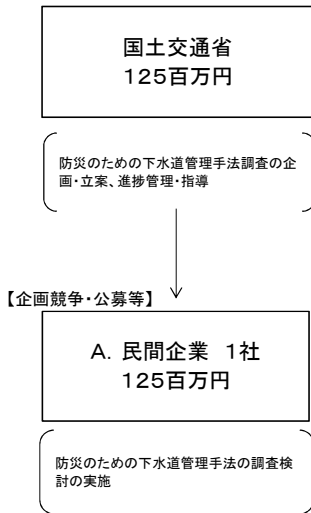 国土交通省
125百万円
防災のための下水道管理手法調査の企
画・立案、進捗管理・指導
【企画競争・公募等】
A. 民間企業　1社
125百万円
防災のための下水道管理手法の調査検
討の実施